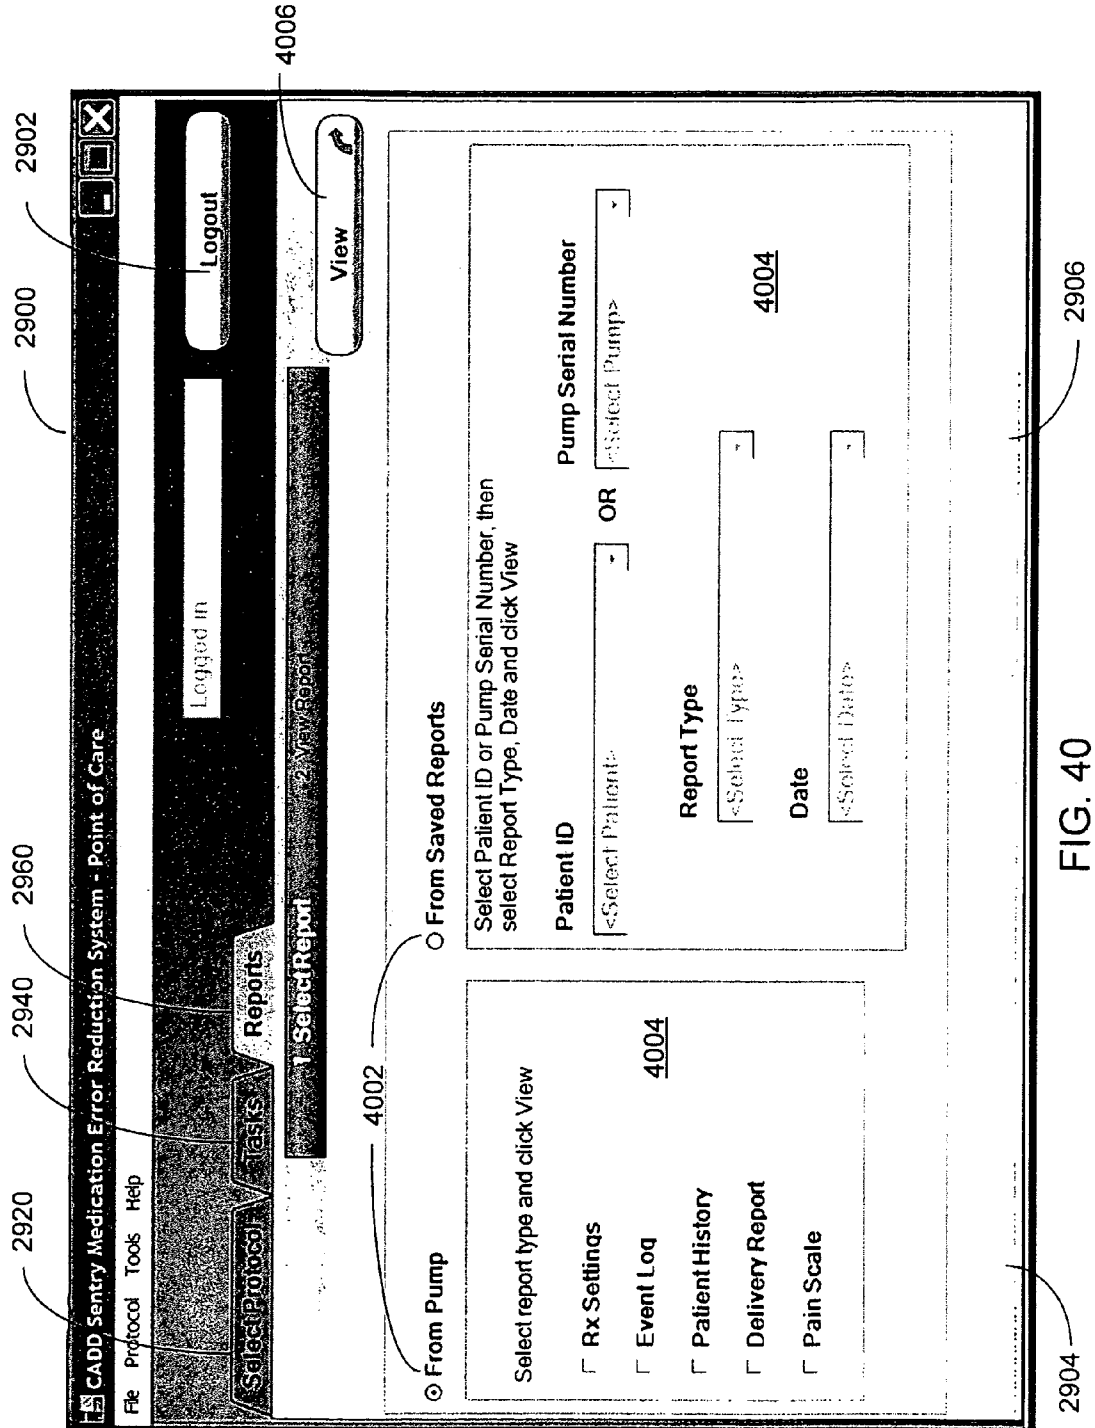 2900
2902
2920
2940
2960
4006
CADD Sentry Medication Error Reduction System - Point of Care
File Protocol Tools Help
Logged in
Logout
Select Protocol
Tasks
Reports
1 Select Report
2. View Report
View
4002
From Pump
From Saved Reports
Select report type and click View
Rx Settings
Event Log
Patient History
Delivery Report
Pain Scale
4004
Select Patient ID or Pump Serial Number, then
select Report Type, Date and click View
Patient ID
Pump Serial Number
<Select Patient>
OR
<Select Pump>
Report Type
<Select Type>
4004
Date
<Select Date>
2904
2906
FIG. 40